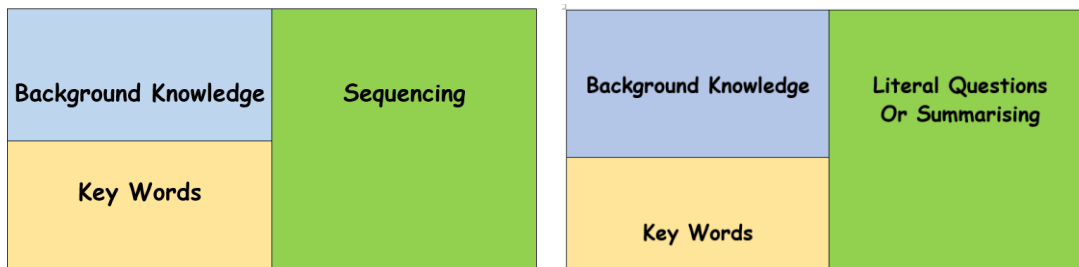 Background Knowledge
Sequencing
Key Words
Background Knowledge
Literal Questions
Or Summarising
Key Words